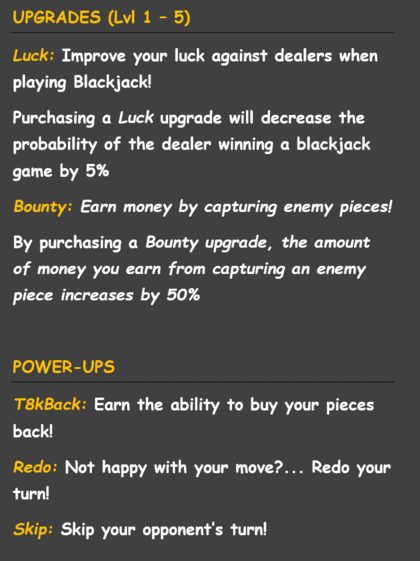 UPGRADES (Lvl 1 – 5)
Luck: Improve your luck against dealers when
playing Blackjack!
Purchasing a Luck upgrade will decrease the
probability of the dealer winning a blackjack
game by 5%
Bounty: Earn money by capturing enemy pieces!
By purchasing a Bounty upgrade, the amount
of money you earn from capturing an enemy
piece increases by 50%
POWER-UPS
T8kBack: Earn the ability to buy your pieces
back!
Redo: Not happy with your move?... Redo your
turn!
Skip: Skip your opponent's turn!